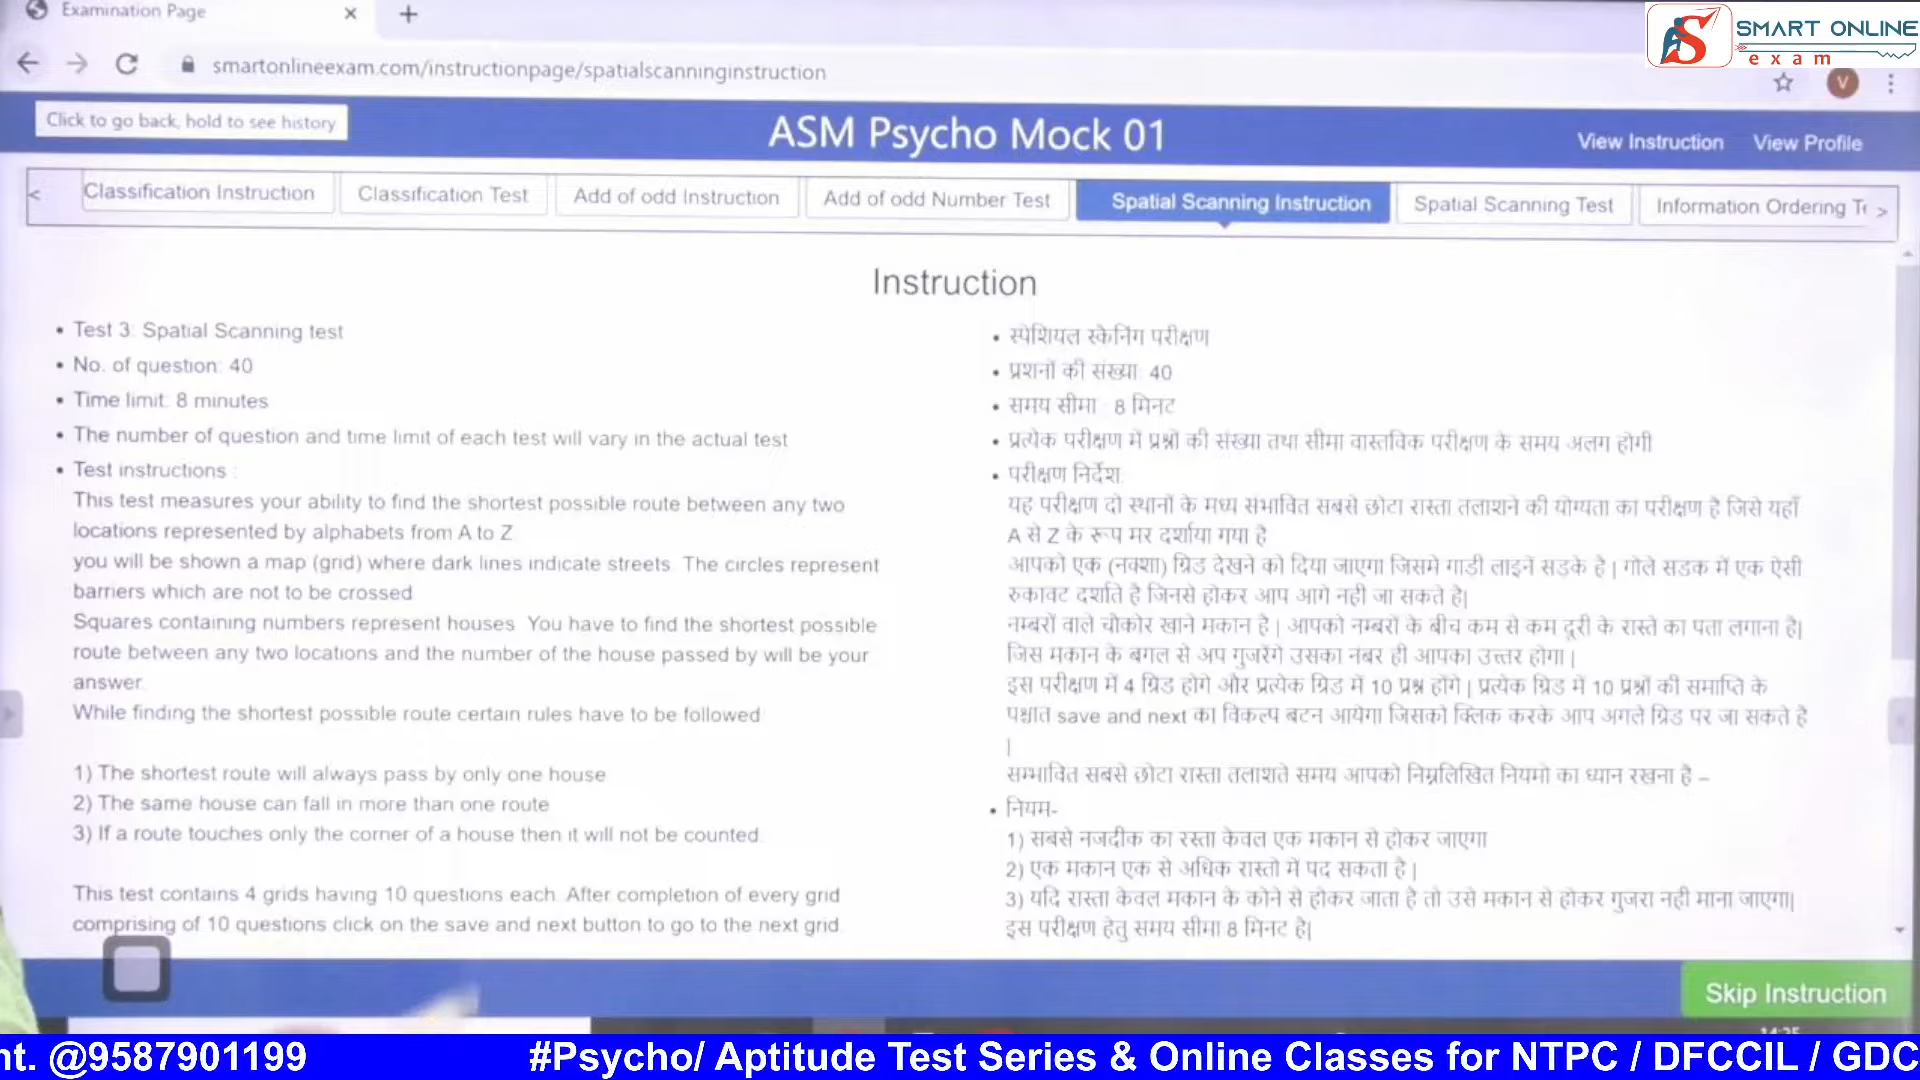 Examination Page
SMART ONLINE
exam
smartonlineexam.com/instructionpage/spatialscanninginstruction
V
Click to go back, hold to see history
ASM Psycho Mock 01
View Instruction View Profile
< Classification Instruction Classification Test Add of odd Instruction Add of odd Number Test Spatial Scanning Instruction Spatial Scanning Test Information Ordering Te >
Instruction
• Test 3: Spatial Scanning test
• No. of question: 40
• Time limit: 8 minutes
• The number of question and time limit of each test will vary in the actual test
• Test instructions :
This test measures your ability to find the shortest possible route between any two
locations represented by alphabets from A to Z
you will be shown a map (grid) where dark lines indicate streets. The circles represent
barriers which are not to be crossed
Squares containing numbers represent houses. You have to find the shortest possible
route between any two locations and the number of the house passed by will be your
answer.
While finding the shortest possible route certain rules have to be followed
1) The shortest route will always pass by only one house
2) The same house can fall in more than one route
3) If a route touches only the corner of a house then it will not be counted.
This test contains 4 grids having 10 questions each. After completion of every grid
comprising of 10 questions click on the save and next button to go to the next grid.
• स्पेशियल स्कैनिंग परीक्षण
• प्रशनों की संख्या: 40
• समय सीमा : 8 मिनट
• प्रत्येक परीक्षण में प्रश्नों की संख्या तथा सीमा वास्तविक परीक्षण के समय अलग होगी
• परीक्षण निर्देश:
यह परीक्षण दो स्थानों के मध्य संभावित सबसे छोटा रास्ता तलाशने की योग्यता का परीक्षण है जिसे यहाँ
A से Z के रूप मर दर्शाया गया है
आपको एक (नक्शा) ग्रिड देखने को दिया जाएगा जिसमे गाड़ी लाइनें सड़के है | गोले सडक में एक ऐसी
रुकावट दर्शाते है जिनसे होकर आप आगे नही जा सकते है|
नम्बरों वाले चौकोर खाने मकान है | आपको नम्बरों के बीच कम से कम दूरी के रास्ते का पता लगाना है|
जिस मकान के बगल से अप गुजरेंगे उसका नंबर ही आपका उत्तर होगा |
इस परीक्षण में 4 ग्रिड होगे और प्रत्येक ग्रिड में 10 प्रश्न होंगे | प्रत्येक ग्रिड में 10 प्रश्नों की समाप्ति के
पश्चात save and next का विकल्प बटन आयेगा जिसको क्लिक करके आप अगले ग्रिड पर जा सकते है
|
सम्भावित सबसे छोटा रास्ता तलाशते समय आपको निम्नलिखित नियमो का ध्यान रखना है –
• नियम-
1) सबसे नजदीक का रस्ता केवल एक मकान से होकर जाएगा
2) एक मकान एक से अधिक रास्तो में पद सकता है |
3) यदि रास्ता केवल मकान के कोने से होकर जाता है तो उसे मकान से होकर गुजरा नही माना जाएगा|
इस परीक्षण हेतु समय सीमा 8 मिनट है|
Skip Instruction
nt. @9587901199 #Psycho/ Aptitude Test Series & Online Classes for NTPC / DFCCIL / GDC